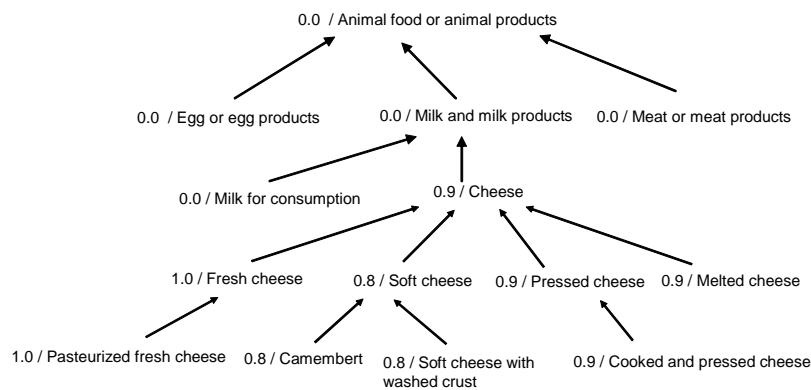 0.0 / Animal food or animal products
0.0 / Egg or egg products
0.0 / Milk and milk products
0.0 / Meat or meat products
0.0 / Milk for consumption
0.9 / Cheese
1.0 / Fresh cheese
0.8 / Soft cheese
0.9 / Pressed cheese
0.9 / Melted cheese
1.0 / Pasteurized fresh cheese
0.8 / Camembert
0.8 / Soft cheese with
washed crust
0.9 / Cooked and pressed cheese